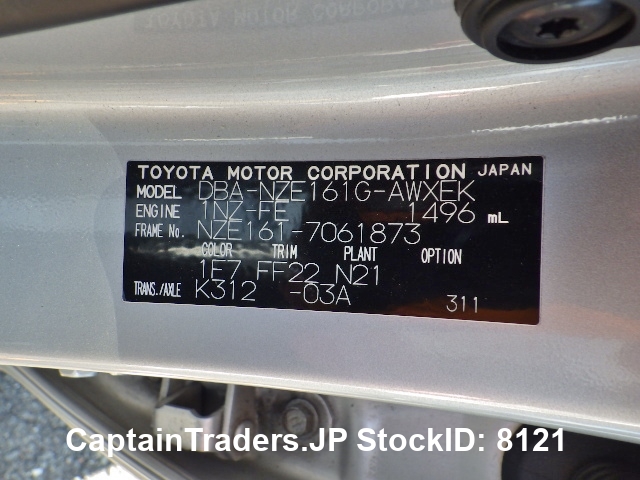 TOYOTA MOTOR CORPORATION JAPAN
MODEL DBA-NZE161G-AWXEK
ENGINE 1NZ-FE 1496 mL
FRAME No. NZE161-7061873
COLOR TRIM PLANT OPTION
1E7 FF22 N21
TRANS./AXLE K312 -03A 311
CaptainTraders.JP StockID: 8121